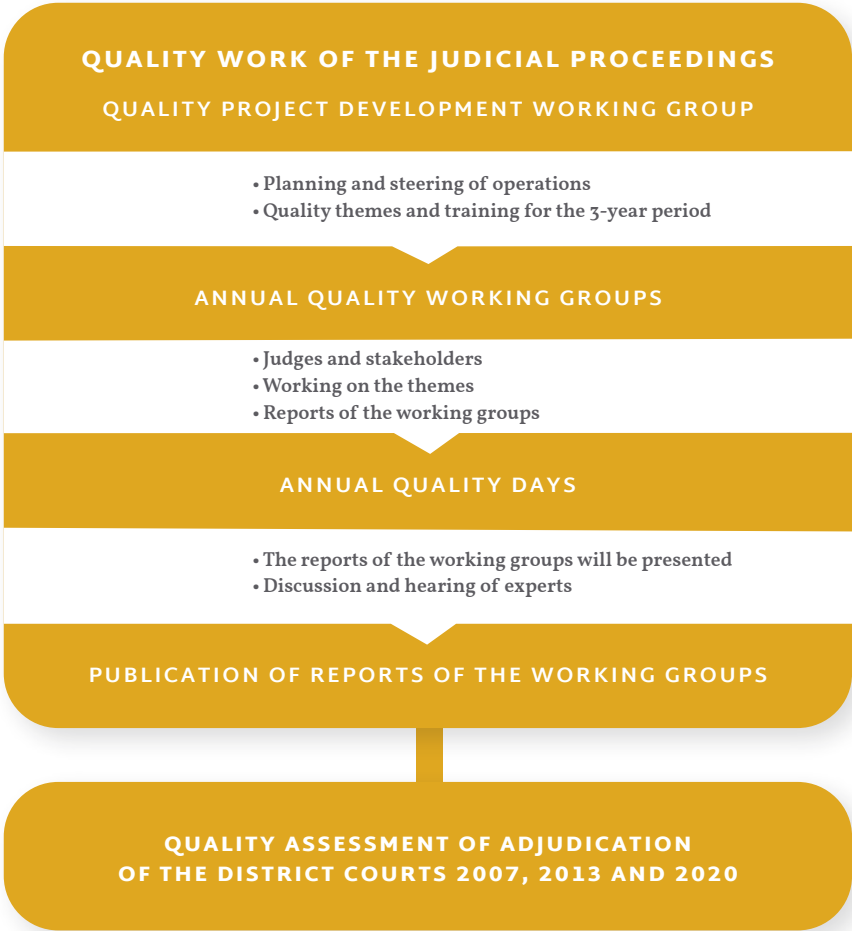 QUALITY WORK OF THE JUDICIAL PROCEEDINGS
QUALITY PROJECT DEVELOPMENT WORKING GROUP
• Planning and steering of operations
• Quality themes and training for the 3-year period
ANNUAL QUALITY WORKING GROUPS
• Judges and stakeholders
• Working on the themes
• Reports of the working groups
ANNUAL QUALITY DAYS
• The reports of the working groups will be presented
• Discussion and hearing of experts
PUBLICATION OF REPORTS OF THE WORKING GROUPS
QUALITY ASSESSMENT OF ADJUDICATION
OF THE DISTRICT COURTS 2007, 2013 AND 2020